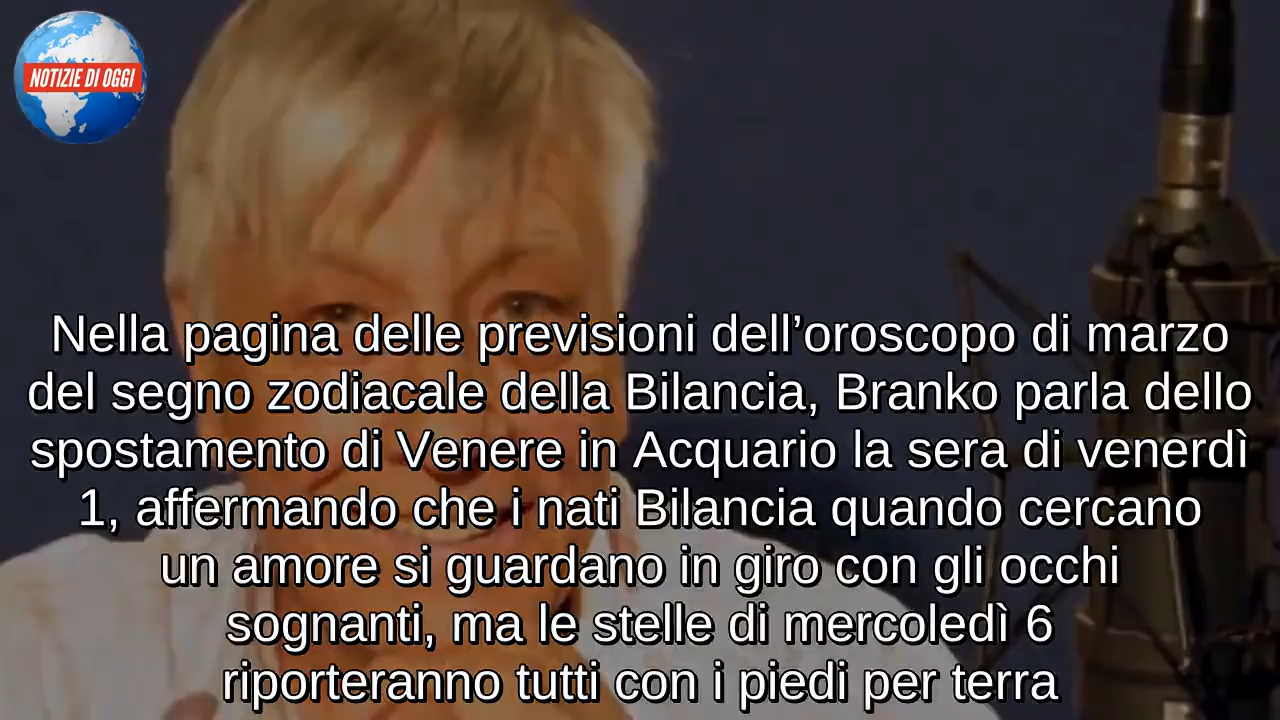 NOTIZIE DI OGGI
Nella pagina delle previsioni dell’oroscopo di marzo
del segno zodiacale della Bilancia, Branko parla dello
spostamento di Venere in Acquario la sera di venerdì
1, affermando che i nati Bilancia quando cercano
un amore si guardano in giro con gli occhi
sognanti, ma le stelle di mercoledì 6
riporteranno tutti con i piedi per terra